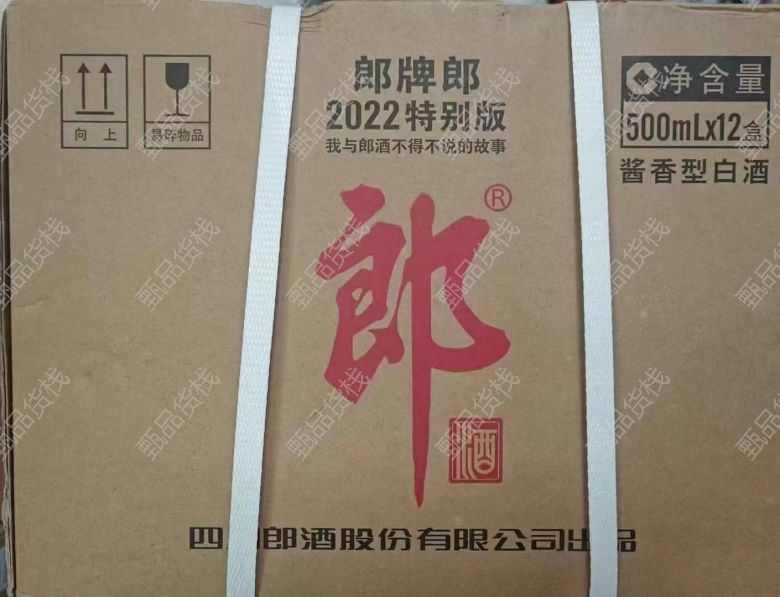 郎牌郎
2022特别版
我与郎酒不得不说的故事
向上
易碎物品
净含量
500mLx12盒
酱香型白酒
郎®
酒
四川郎酒股份有限公司出品
甄品货栈